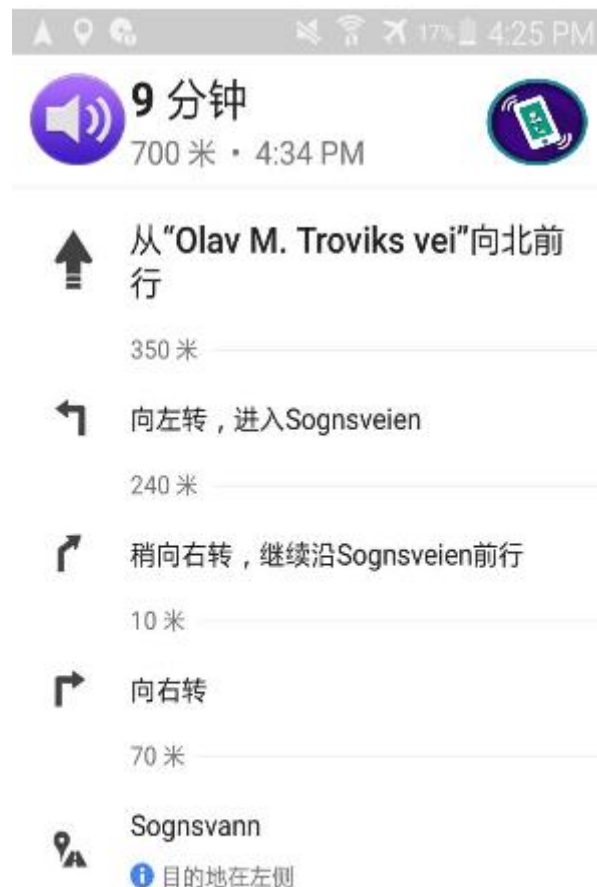 17% 4:25 PM
9 分钟
700 米 · 4:34 PM
从“Olav M. Troviks vei”向北前
行
350 米
向左转，进入Sognsveien
240 米
稍向右转，继续沿Sognsveien前行
10 米
向右转
70 米
Sognsvann
目的地在左侧